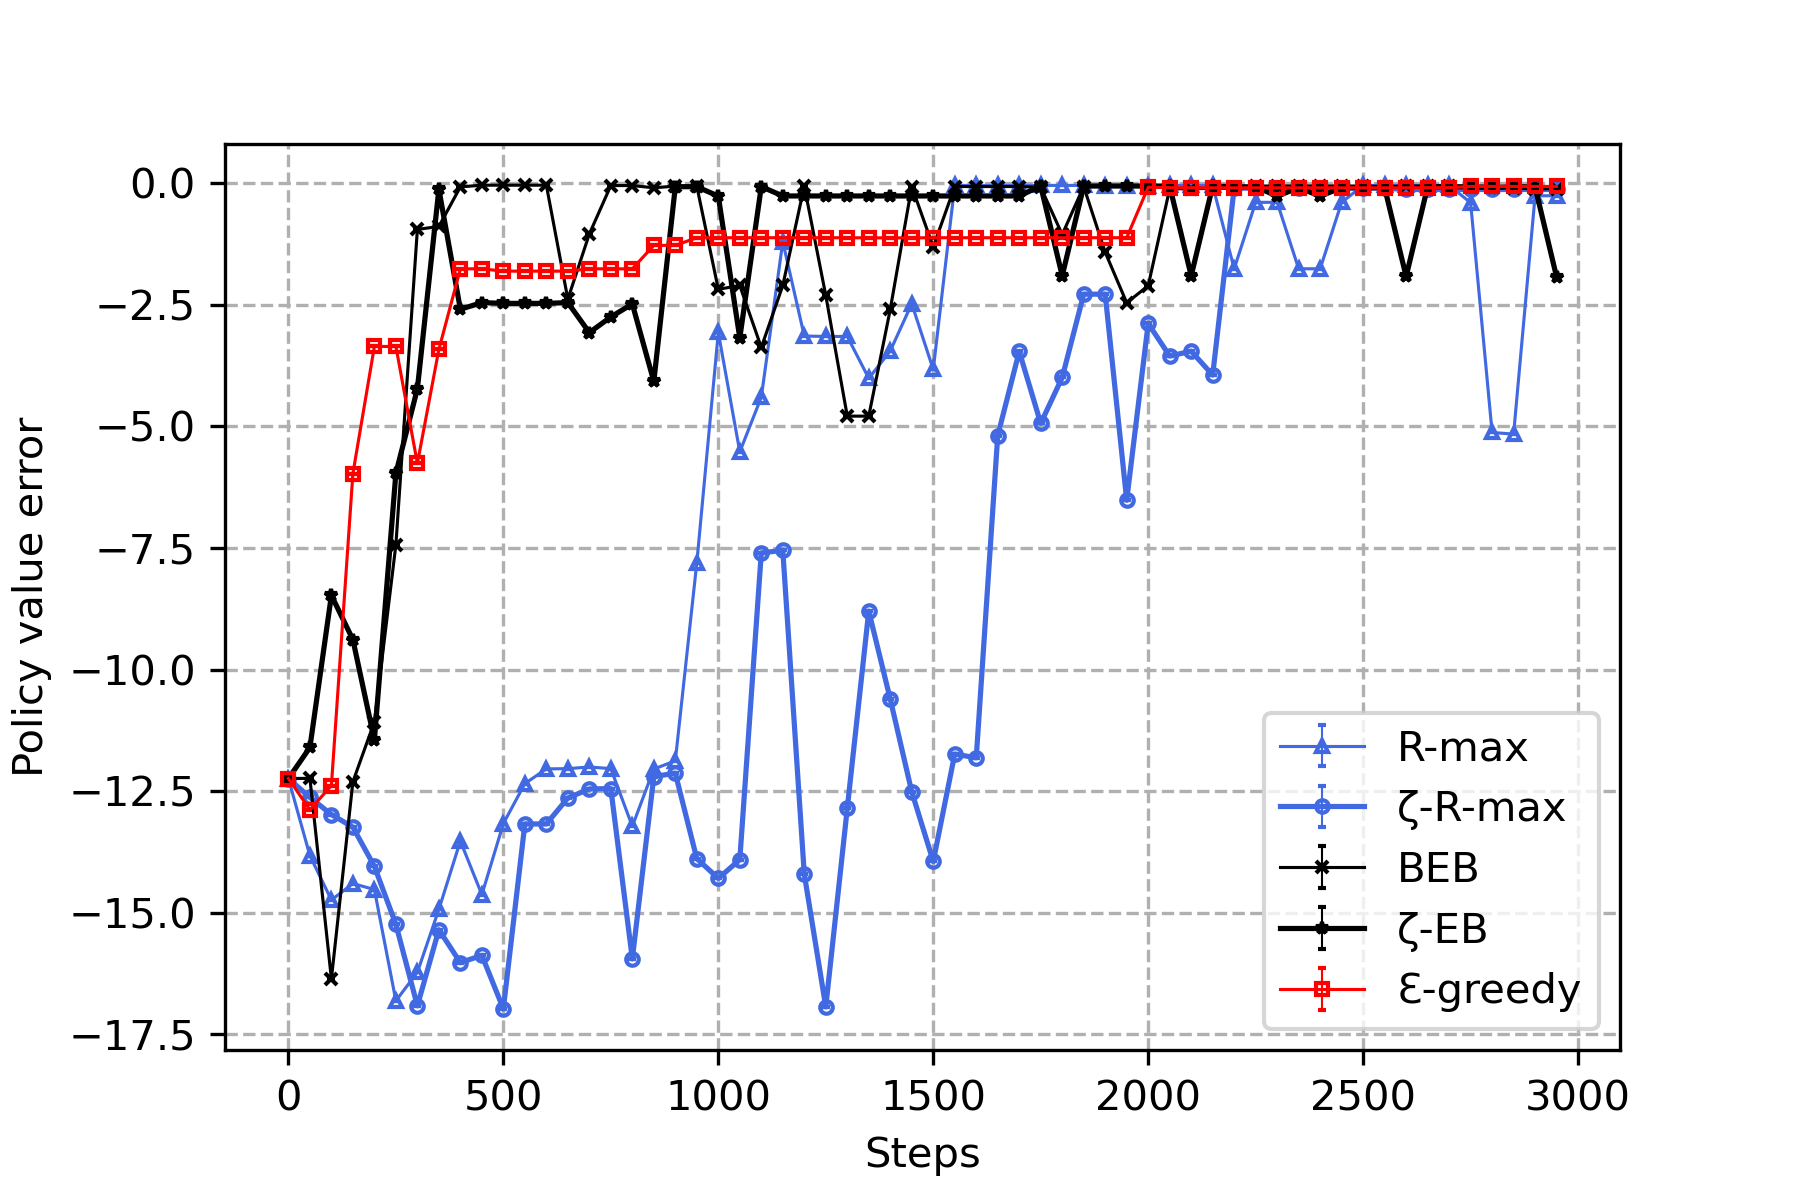 0.0
−2.5
−5.0
−7.5
−10.0
−12.5
−15.0
−17.5
Policy value error
0 500 1000 1500 2000 2500 3000
Steps
R-max
ζ-R-max
BEB
ζ-EB
Ɛ-greedy